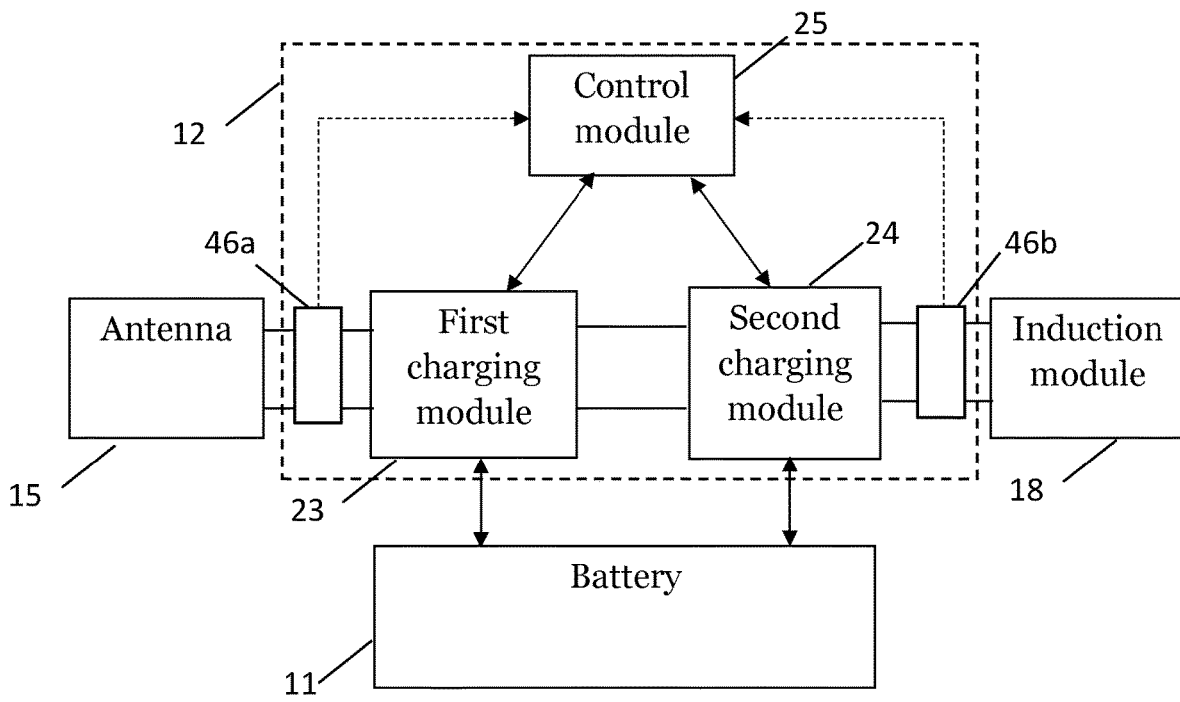 25
Control
module
12
46a
24
46b
Antenna
First
charging
module
Second
charging
module
Induction
module
15
23
18
Battery
11